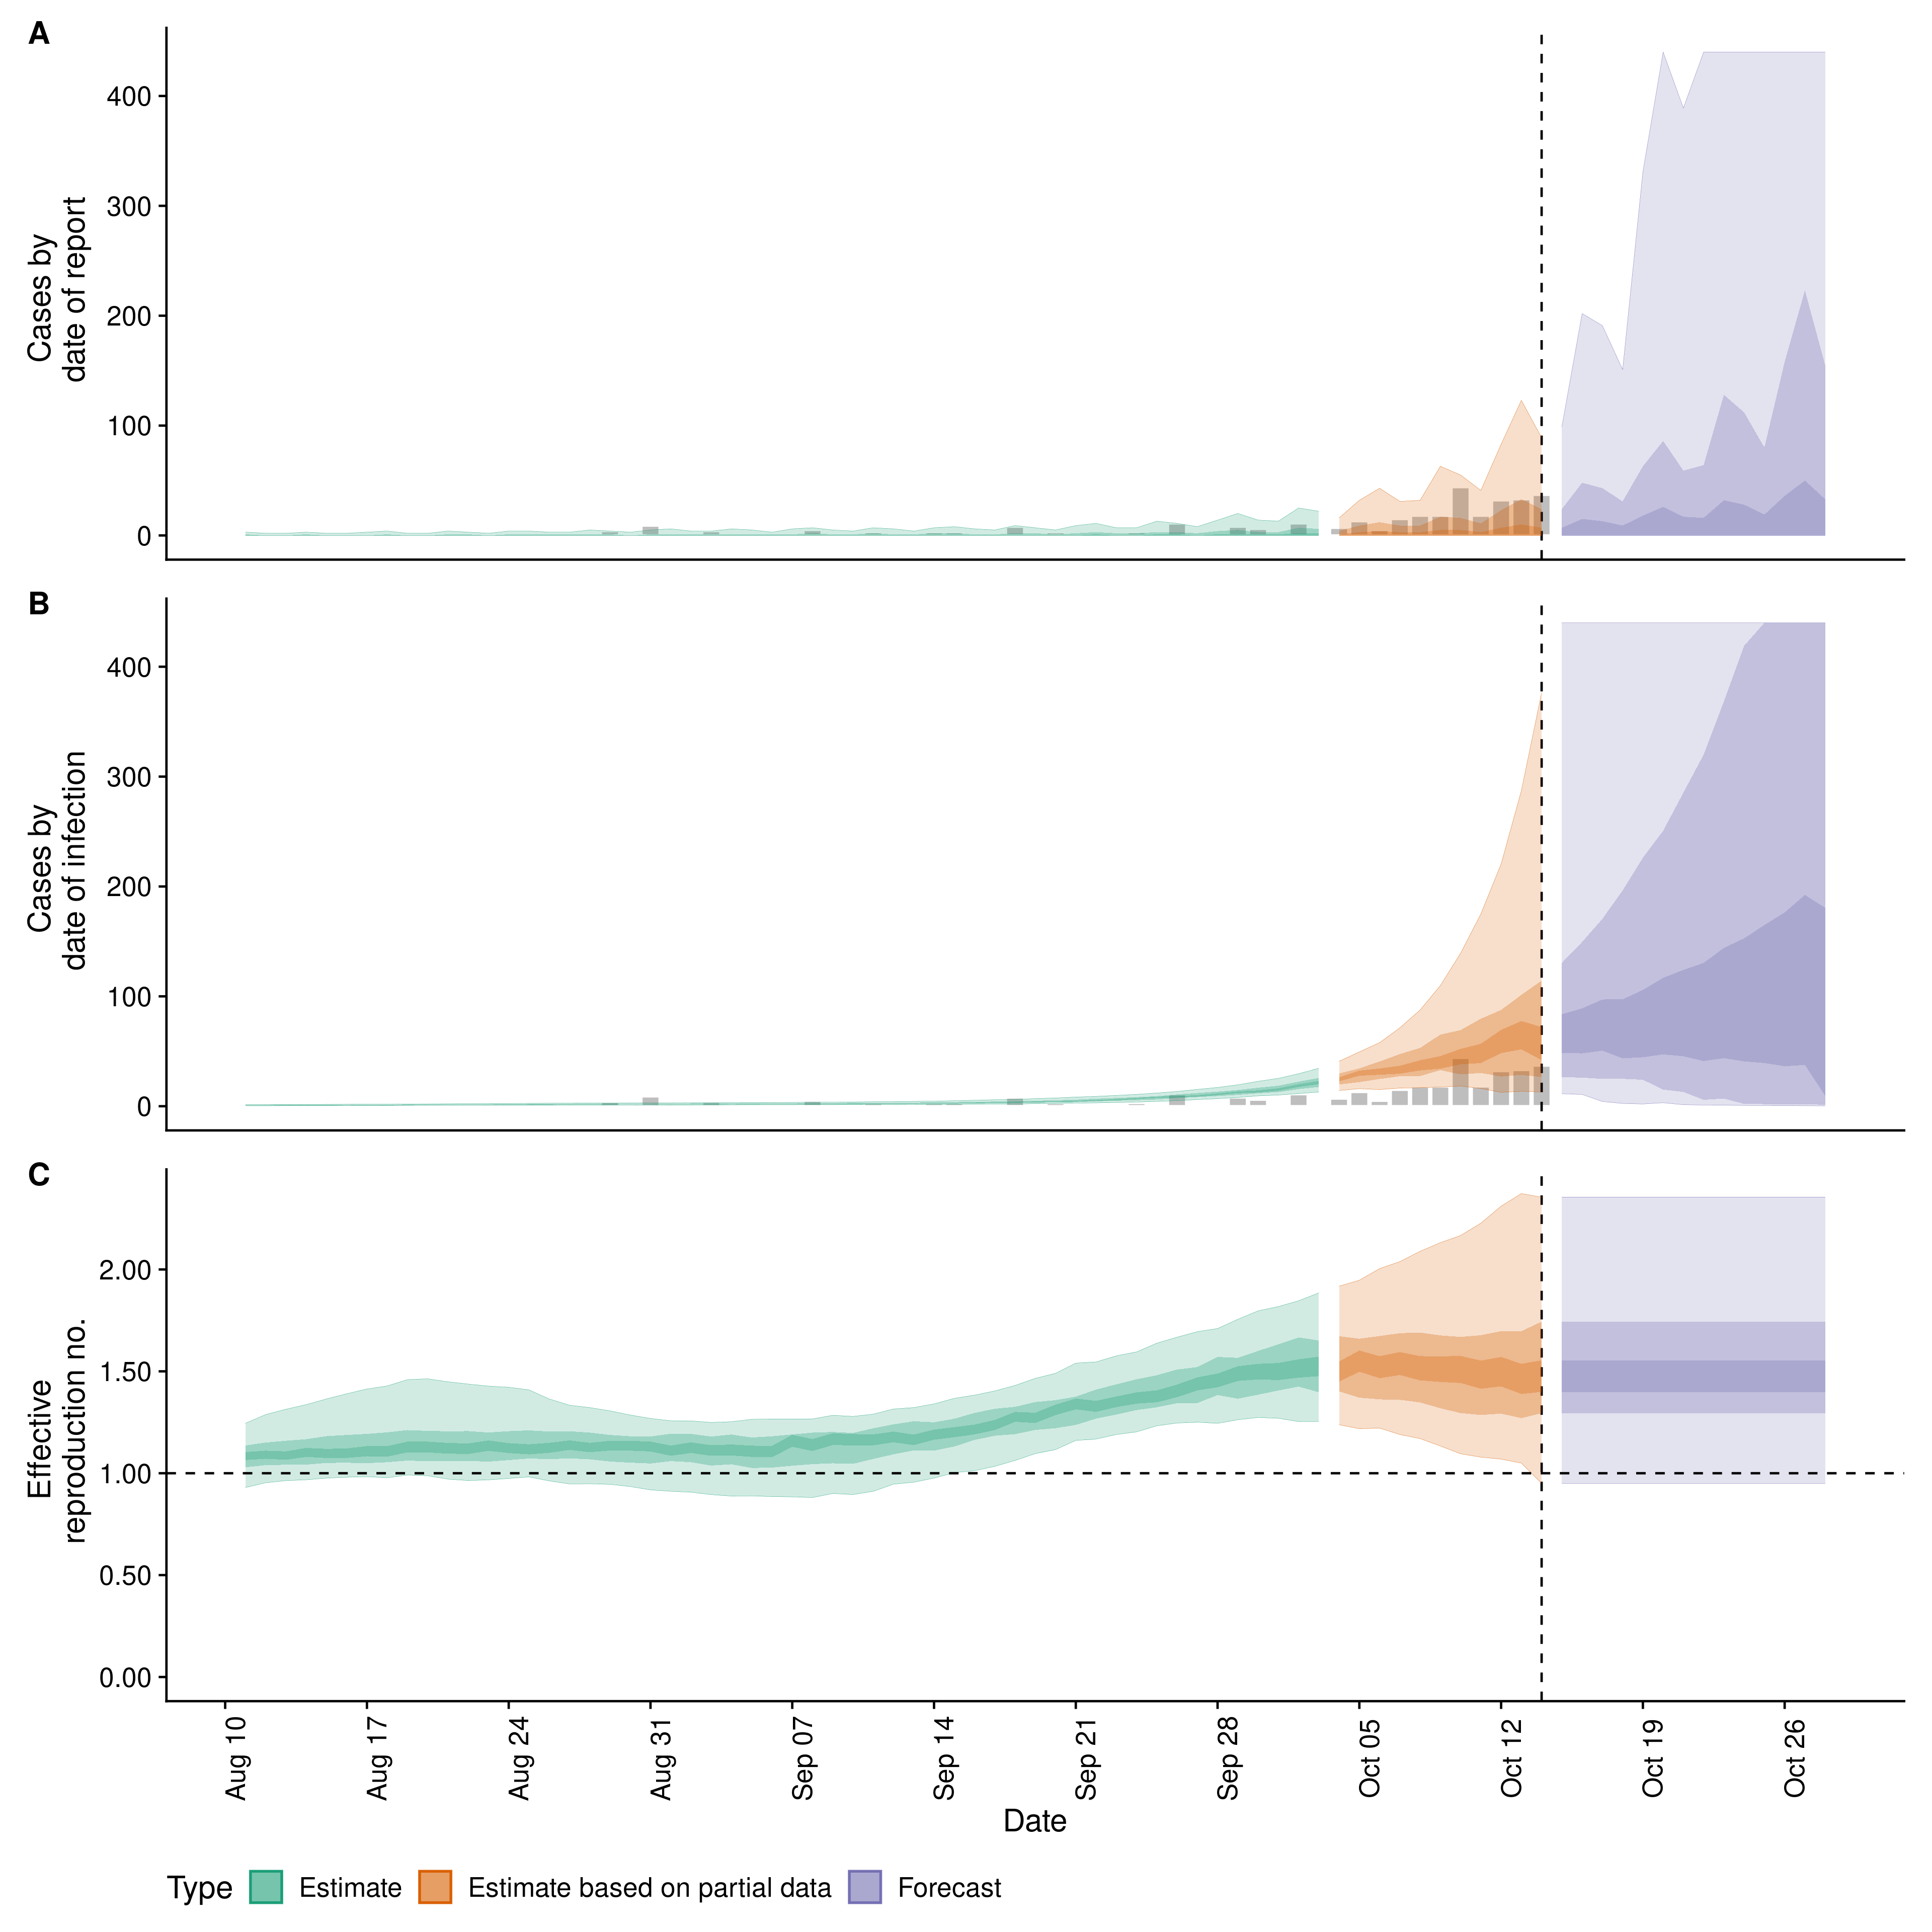 A
Cases by
date of report
400
300
200
100
0
B
Cases by
date of infection
400
300
200
100
0
C
Effective
reproduction no.
2.00
1.50
1.00
0.50
0.00
Aug 10
Aug 17
Aug 24
Aug 31
Sep 07
Sep 14
Sep 21
Sep 28
Oct 05
Oct 12
Oct 19
Oct 26
Date
Type Estimate Estimate based on partial data Forecast